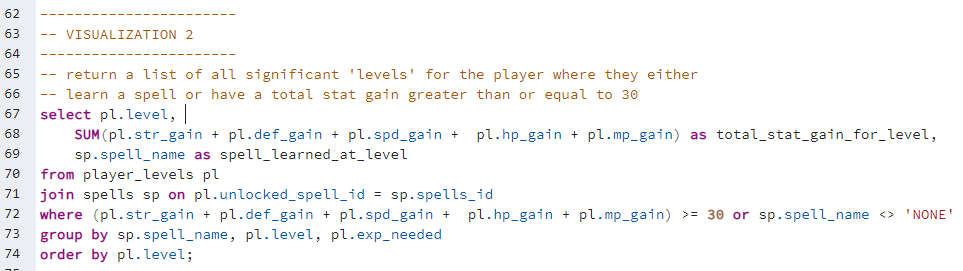 62 ------------------------
63 -- VISUALIZATION 2
64 ------------------------
65 -- return a list of all significant 'levels' for the player where they either
66 -- learn a spell or have a total stat gain greater than or equal to 30
67 select pl.level,
68     SUM(pl.str_gain + pl.def_gain + pl.spd_gain +  pl.hp_gain + pl.mp_gain) as total_stat_gain_for_level,
69     sp.spell_name as spell_learned_at_level
70 from player_levels pl
71 join spells sp on pl.unlocked_spell_id = sp.spells_id
72 where (pl.str_gain + pl.def_gain + pl.spd_gain +  pl.hp_gain + pl.mp_gain) >= 30 or sp.spell_name <> 'NONE'
73 group by sp.spell_name, pl.level, pl.exp_needed
74 order by pl.level;